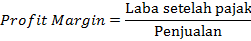 Profit Margin = Laba setelah pajak / Penjualan